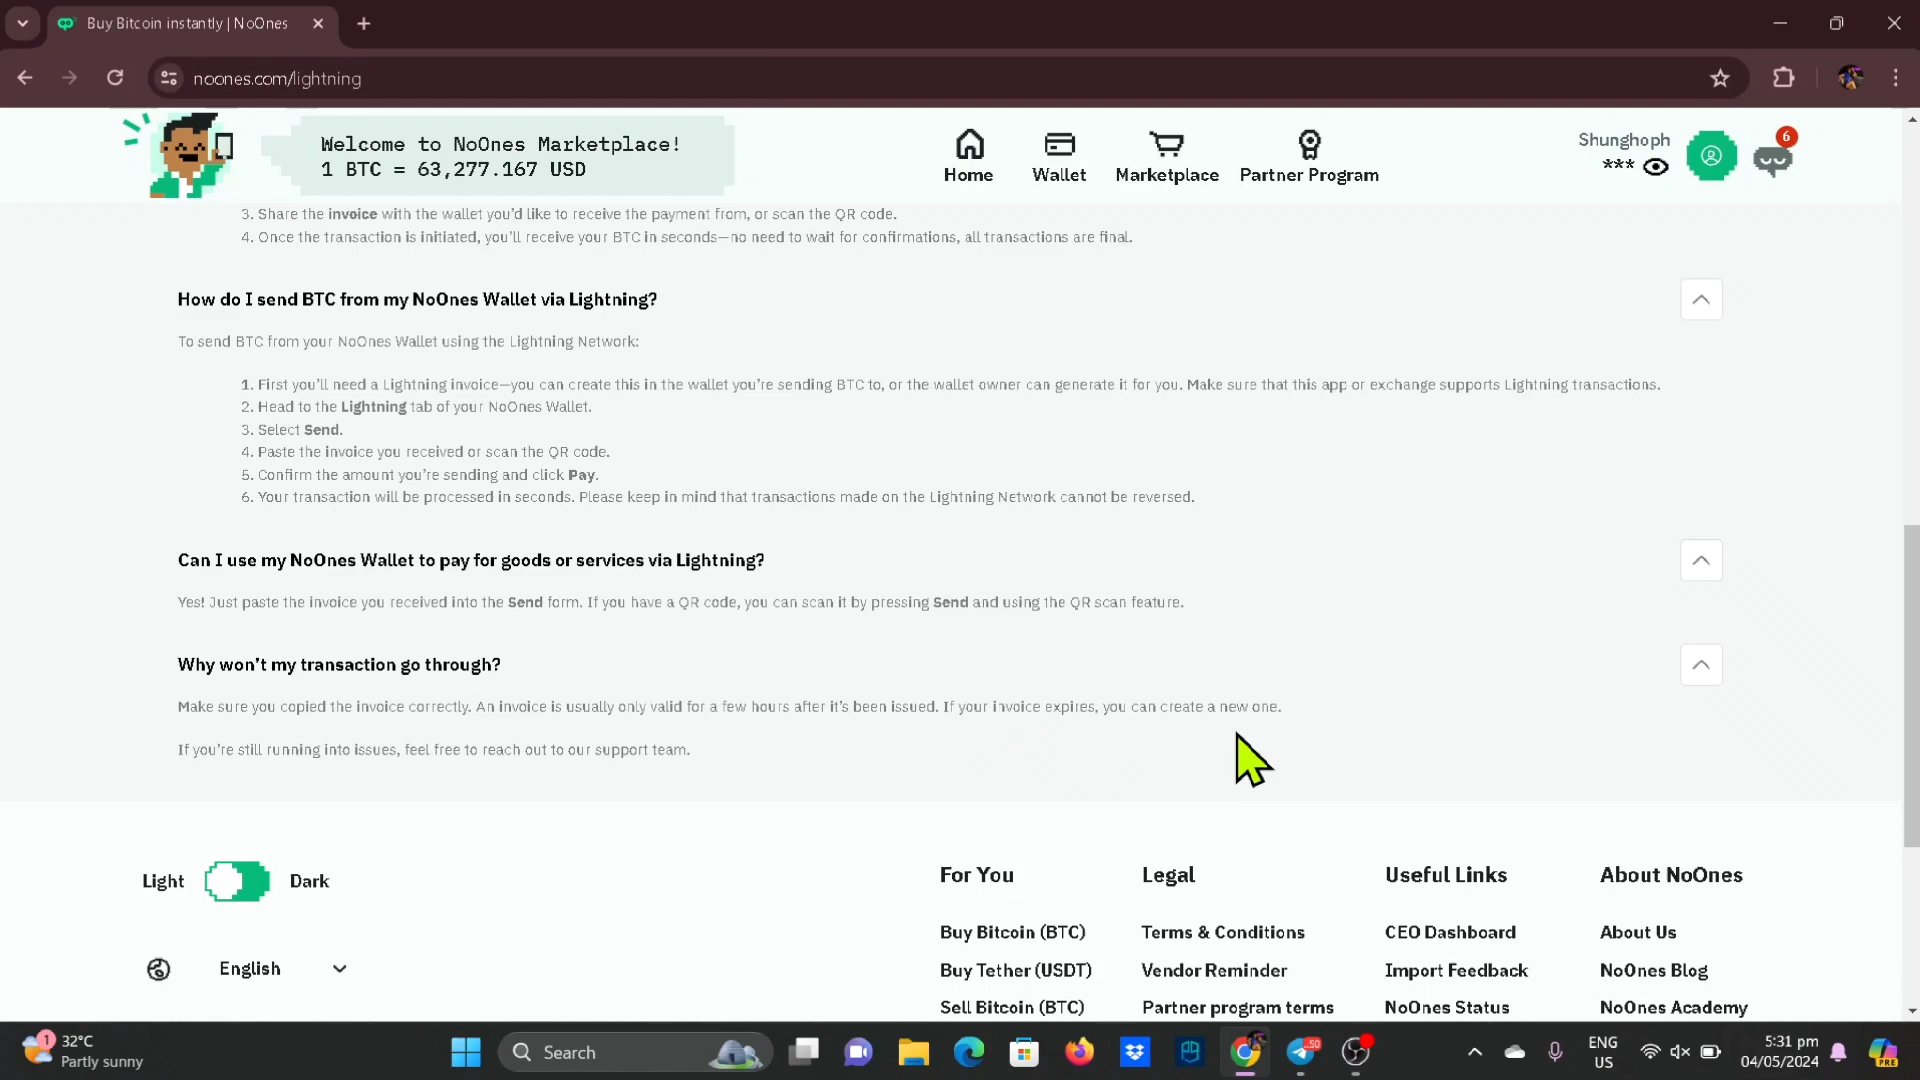 Buy Bitcoin instantly | NoOnes
noones.com/lightning
Welcome to NoOnes Marketplace!
1 BTC = 63,277.167 USD
Home
Wallet
Marketplace
Partner Program
Shunghoph
***
6
3. Share the invoice with the wallet you'd like to receive the payment from, or scan the QR code.
4. Once the transaction is initiated, you'll receive your BTC in seconds—no need to wait for confirmations, all transactions are final.
How do I send BTC from my NoOnes Wallet via Lightning?
To send BTC from your NoOnes Wallet using the Lightning Network:
1. First you'll need a Lightning invoice—you can create this in the wallet you're sending BTC to, or the wallet owner can generate it for you. Make sure that this app or exchange supports Lightning transactions.
2. Head to the Lightning tab of your NoOnes Wallet.
3. Select Send.
4. Paste the invoice you received or scan the QR code.
5. Confirm the amount you're sending and click Pay.
6. Your transaction will be processed in seconds. Please keep in mind that transactions made on the Lightning Network cannot be reversed.
Can I use my NoOnes Wallet to pay for goods or services via Lightning?
Yes! Just paste the invoice you received into the Send form. If you have a QR code, you can scan it by pressing Send and using the QR scan feature.
Why won't my transaction go through?
Make sure you copied the invoice correctly. An invoice is usually only valid for a few hours after it's been issued. If your invoice expires, you can create a new one.
If you're still running into issues, feel free to reach out to our support team.
Light
Dark
English
For You
Buy Bitcoin (BTC)
Buy Tether (USDT)
Sell Bitcoin (BTC)
Legal
Terms & Conditions
Vendor Reminder
Partner program terms
Useful Links
CEO Dashboard
Import Feedback
NoOnes Status
About NoOnes
About Us
NoOnes Blog
NoOnes Academy
1
32°C
Partly sunny
Search
50
ENG
US
5:31 pm
04/05/2024
PRE